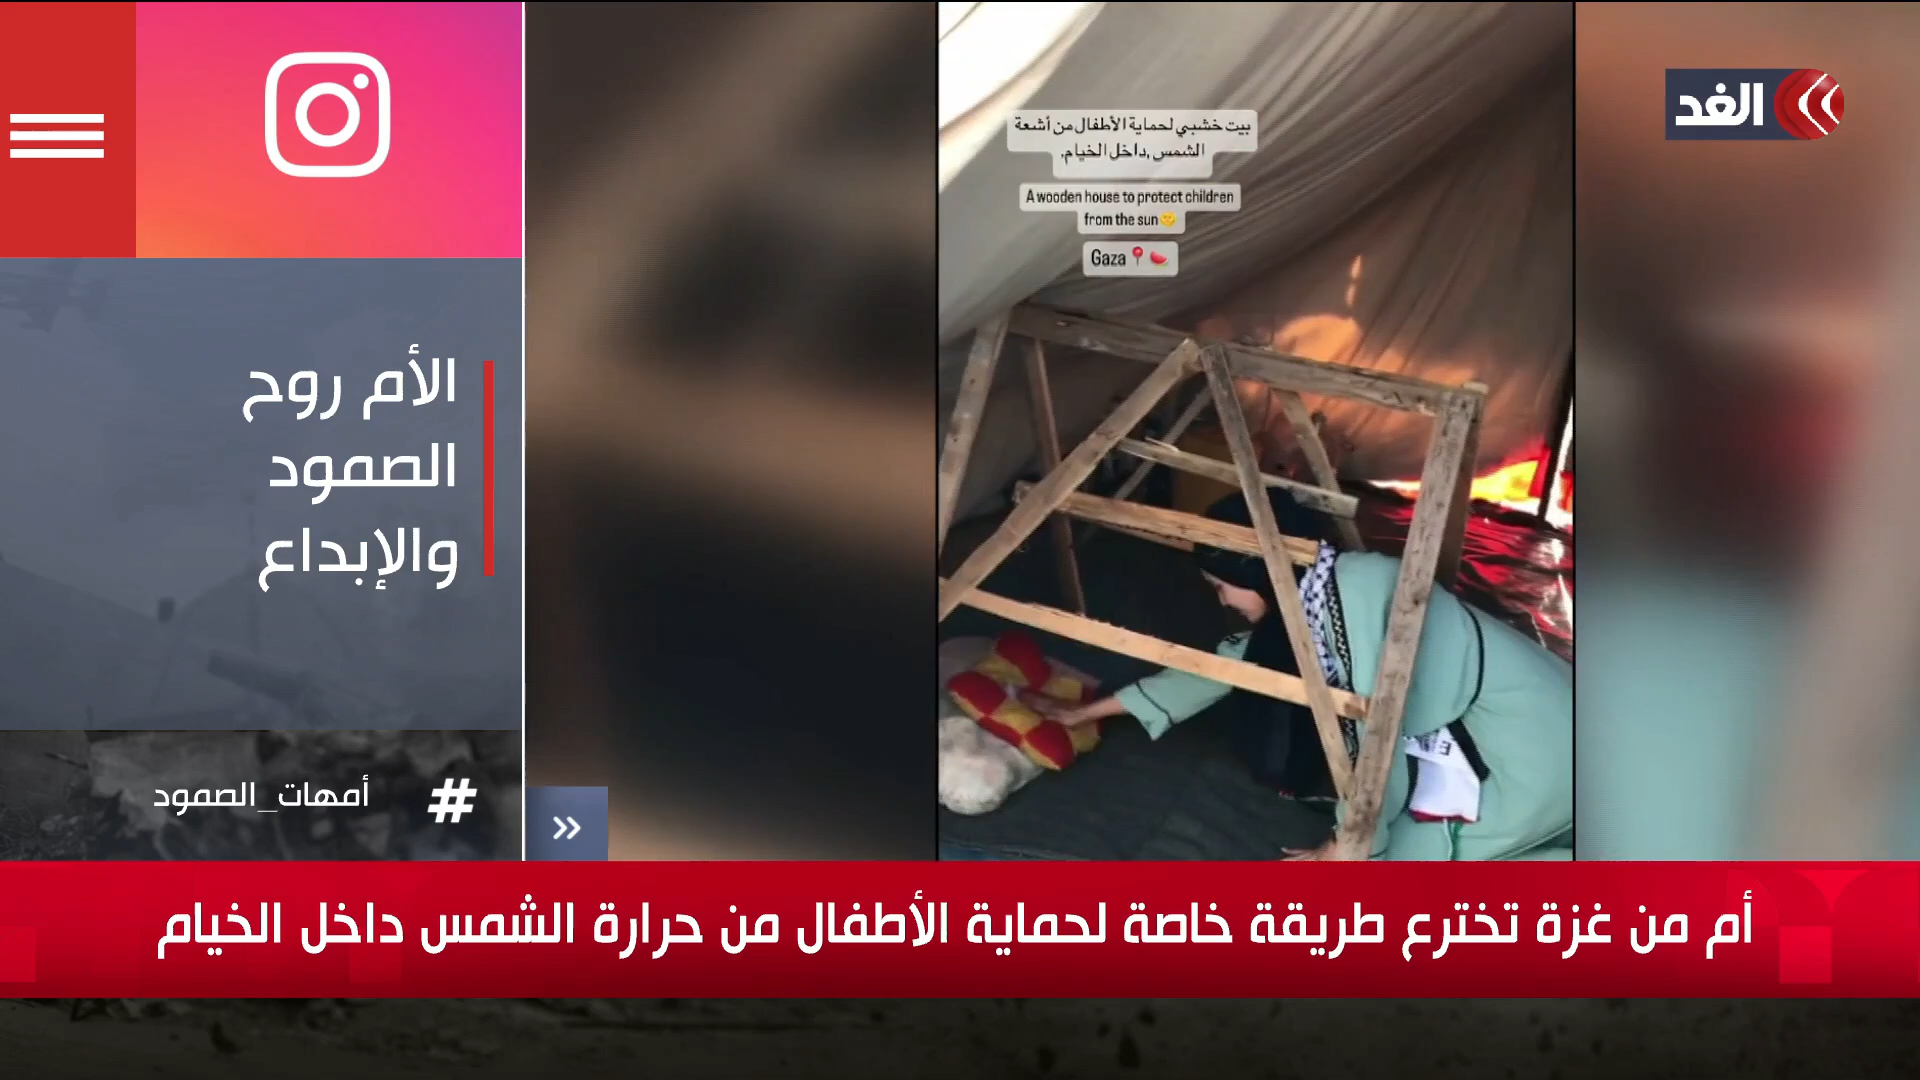 الغد
بيت خشبي لحماية الأطفال من أشعة
الشمس ,داخل الخيام.
A wooden house to protect children
from the sun
Gaza
الأم روح
الصمود
والإبداع
# أمهات_الصمود
أم من غزة تخترع طريقة خاصة لحماية الأطفال من حرارة الشمس داخل الخيام